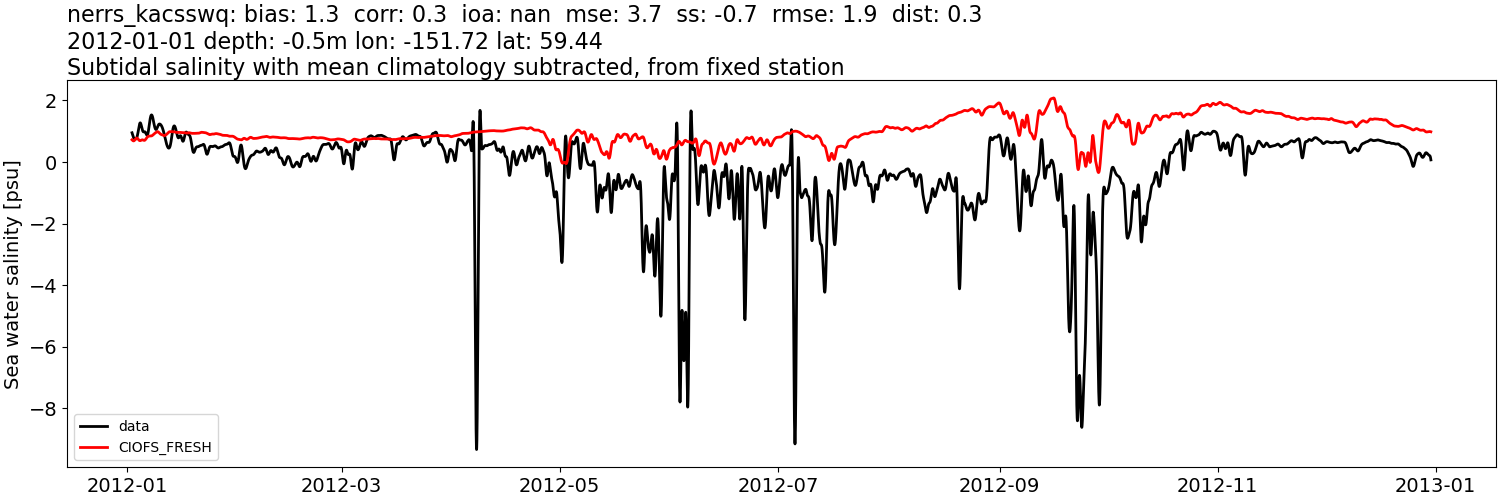 nerrs_kacsswq: bias: 1.3  corr: 0.3  ioa: nan  mse: 3.7  ss: -0.7  rmse: 1.9  dist: 0.3
2012-01-01 depth: -0.5m lon: -151.72 lat: 59.44
Subtidal salinity with mean climatology subtracted, from fixed station
Sea water salinity [psu]
2
0
−2
−4
−6
−8
data
CIOFS_FRESH
2012-01
2012-03
2012-05
2012-07
2012-09
2012-11
2013-01